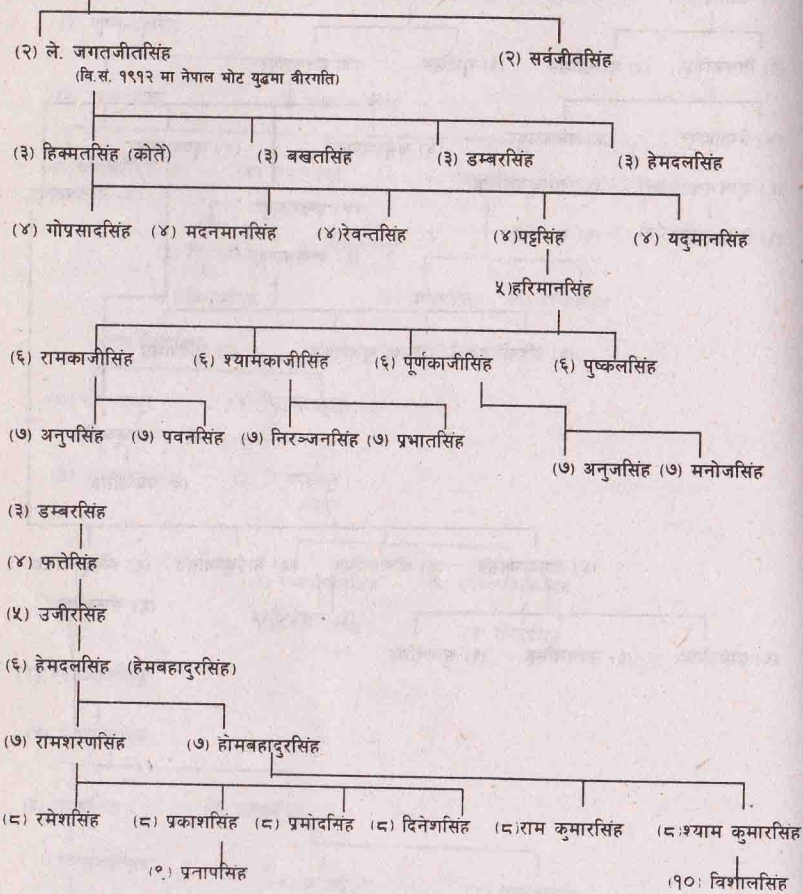 (२) ले. जगतजीतसिंह (२) सर्वजीतसिंह
(वि.सं. १९१२ मा नेपाल भोट युद्धमा वीरगति)
(३) हिक्मतसिंह (कोतें) (३) बखतसिंह (३) डम्बरसिंह (३) हेमदलसिंह
(४) गोप्रसादसिंह (४) मदनमानसिंह (४)रेवन्तसिंह (४)पट्टसिंह (४) यदुमानसिंह
५)हरिमानसिंह
(६) रामकाजीसिंह (६) श्यामकाजीसिंह (६) पूर्णकाजीसिंह (६) पुष्कलसिंह
(७) अनुपसिंह (७) पवनसिंह (७) निरञ्जनसिंह (७) प्रभातसिंह
(७) अनुजसिंह (७) मनोजसिंह
(३) डम्बरसिंह
(४) फत्तेसिंह
(५) उजीरसिंह
(६) हेमदलसिंह (हेमबहादुरसिंह)
(७) रामशरणसिंह (७) होमबहादुरसिंह
(८) रमेशसिंह (८) प्रकाशसिंह (८) प्रमोदसिंह (८) दिनेशसिंह (८)राम कुमारसिंह (८)श्याम कुमारसिंह
(९) प्रतापसिंह
(१०) विशालसिंह